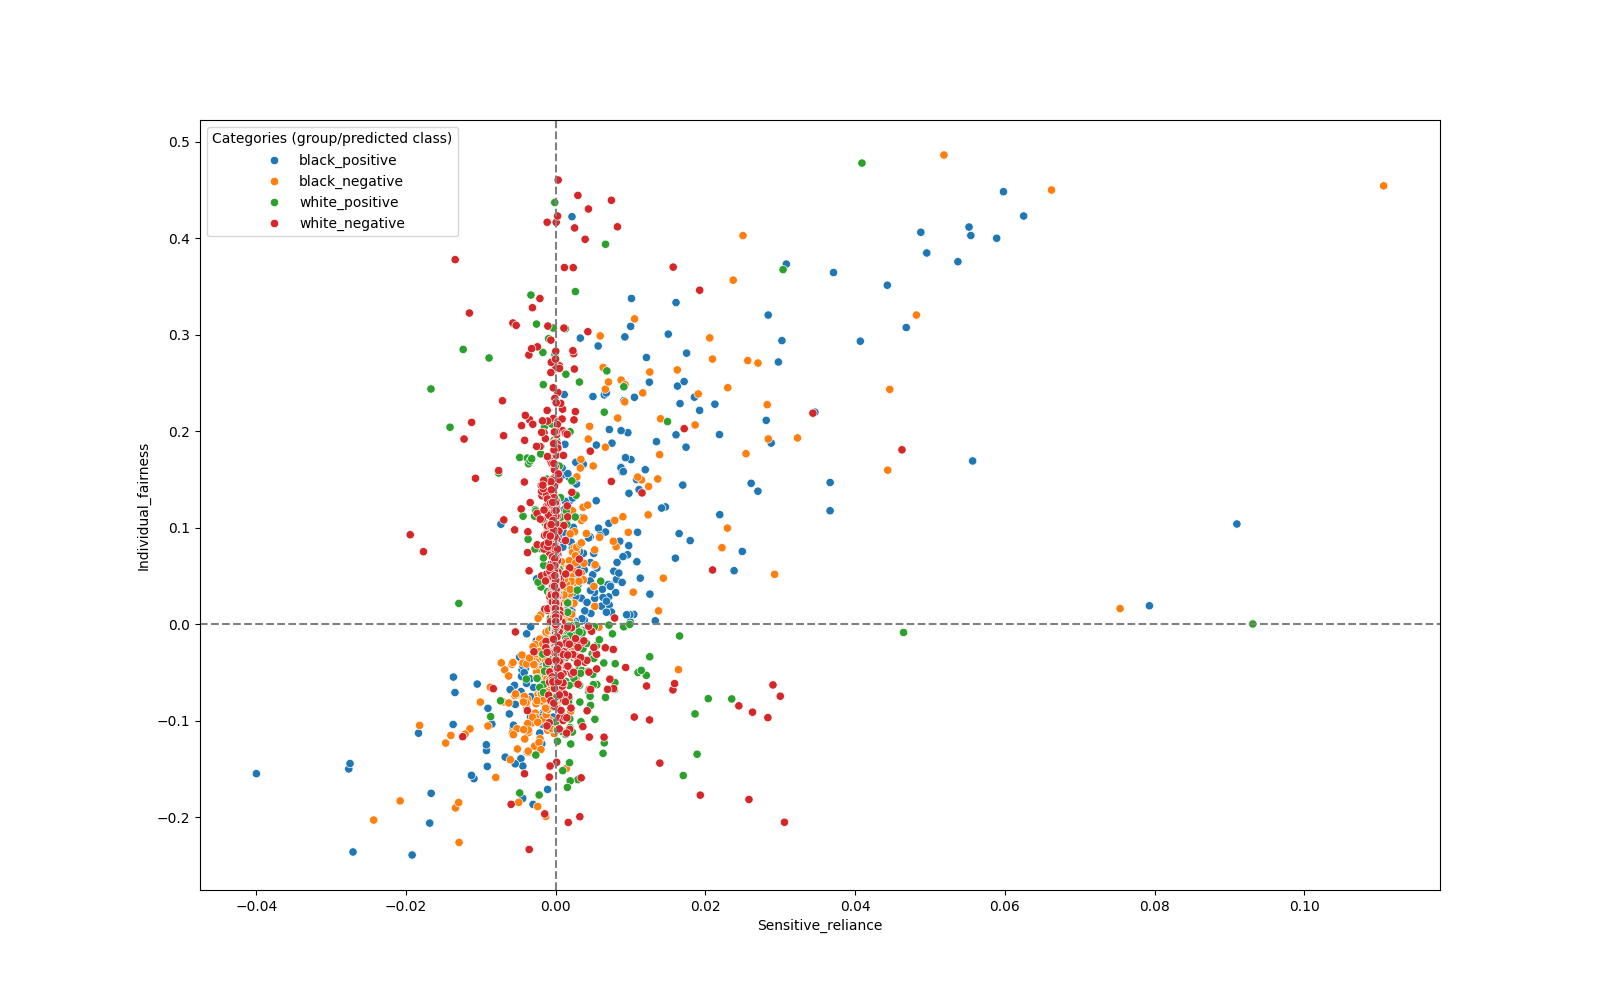 Categories (group/predicted class)
black_positive
black_negative
white_positive
white_negative
0.5
0.4
0.3
0.2
0.1
0.0
−0.1
−0.2
Individual_fairness
−0.04
−0.02
0.00
0.02
0.04
0.06
0.08
0.10
Sensitive_reliance